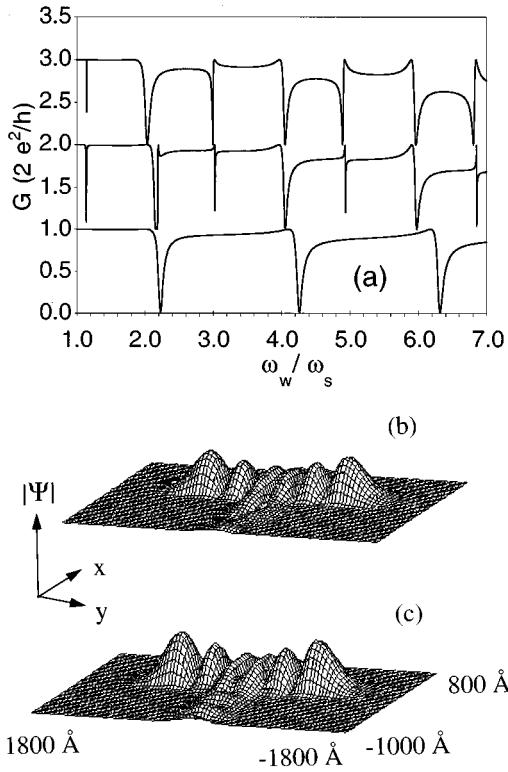 3.5
3.0
2.5
2.0
1.5
1.0
0.5
0.0
G (2 e²/h)
(a)
1.0 2.0 3.0 4.0 5.0 6.0 7.0
ω_w / ω_s
(b)
|Ψ|
x
y
(c)
800 Å
1800 Å
-1800 Å
-1000 Å